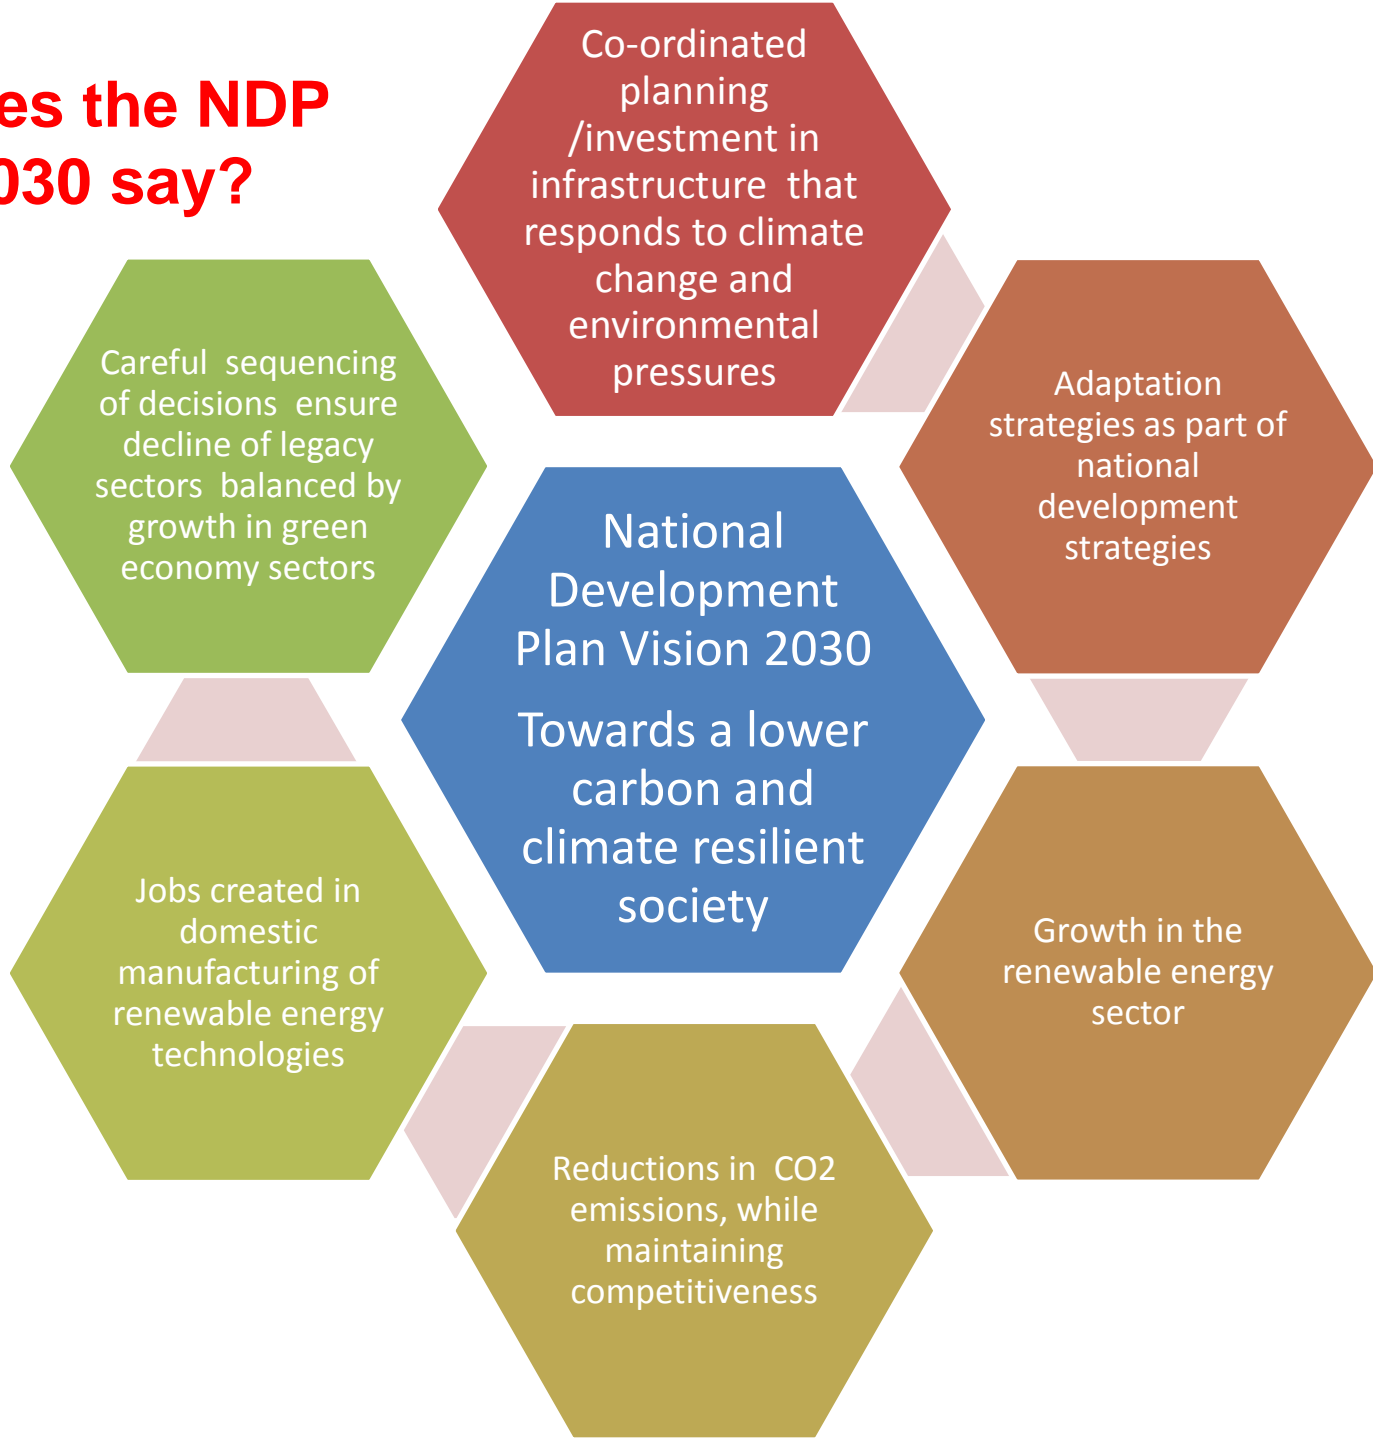 es the NDP
030 say?
Co-ordinated
planning
/investment in
infrastructure that
responds to climate
change and
environmental
pressures
Adaptation
strategies as part of
national
development
strategies
Growth in the
renewable energy
sector
Reductions in CO2
emissions, while
maintaining
competitiveness
Jobs created in
domestic
manufacturing of
renewable energy
technologies
Careful sequencing
of decisions ensure
decline of legacy
sectors balanced by
growth in green
economy sectors
National
Development
Plan Vision 2030
Towards a lower
carbon and
climate resilient
society